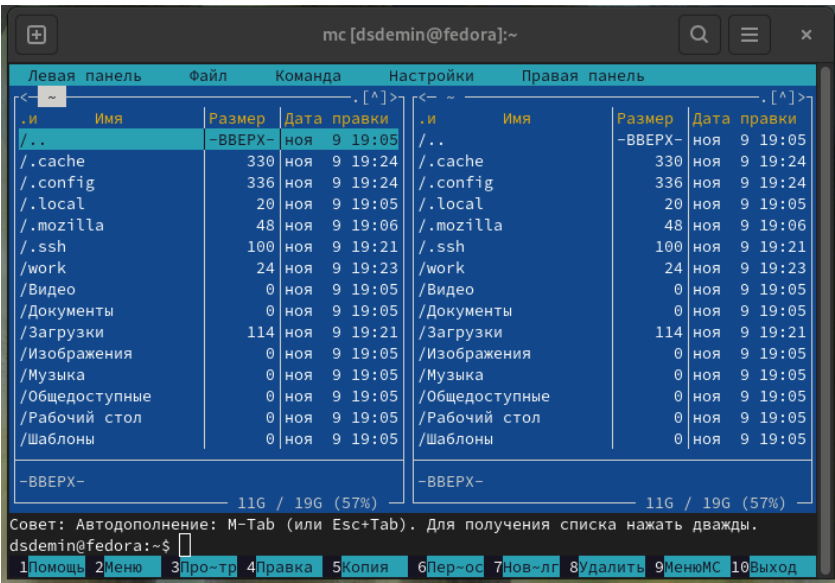 mc [dsdemin@fedora]:~
Левая панель Файл Команда Настройки Правая панель
<─ ~ .[^]> <─ ~ .[^]>
.и Имя Размер Дата правки .и Имя Размер Дата правки
/.. -ВВЕРХ- ноя 9 19:05 /.. -ВВЕРХ- ноя 9 19:05
/.cache 330 ноя 9 19:24 /.cache 330 ноя 9 19:24
/.config 336 ноя 9 19:24 /.config 336 ноя 9 19:24
/.local 20 ноя 9 19:05 /.local 20 ноя 9 19:05
/.mozilla 48 ноя 9 19:06 /.mozilla 48 ноя 9 19:06
/.ssh 100 ноя 9 19:21 /.ssh 100 ноя 9 19:21
/work 24 ноя 9 19:23 /work 24 ноя 9 19:23
/Видео 0 ноя 9 19:05 /Видео 0 ноя 9 19:05
/Документы 0 ноя 9 19:05 /Документы 0 ноя 9 19:05
/Загрузки 114 ноя 9 19:21 /Загрузки 114 ноя 9 19:21
/Изображения 0 ноя 9 19:05 /Изображения 0 ноя 9 19:05
/Музыка 0 ноя 9 19:05 /Музыка 0 ноя 9 19:05
/Общедоступные 0 ноя 9 19:05 /Общедоступные 0 ноя 9 19:05
/Рабочий стол 0 ноя 9 19:05 /Рабочий стол 0 ноя 9 19:05
/Шаблоны 0 ноя 9 19:05 /Шаблоны 0 ноя 9 19:05
-ВВЕРХ- -ВВЕРХ-
11G / 19G (57%) 11G / 19G (57%)
Совет: Автодополнение: M-Tab (или Esc+Tab). Для получения списка нажать дважды.
dsdemin@fedora:~$
1Помощь 2Меню 3Про~тр 4Правка 5Копия 6Пер~ос 7Нов~лг 8Удалить 9МенюMC 10Выход